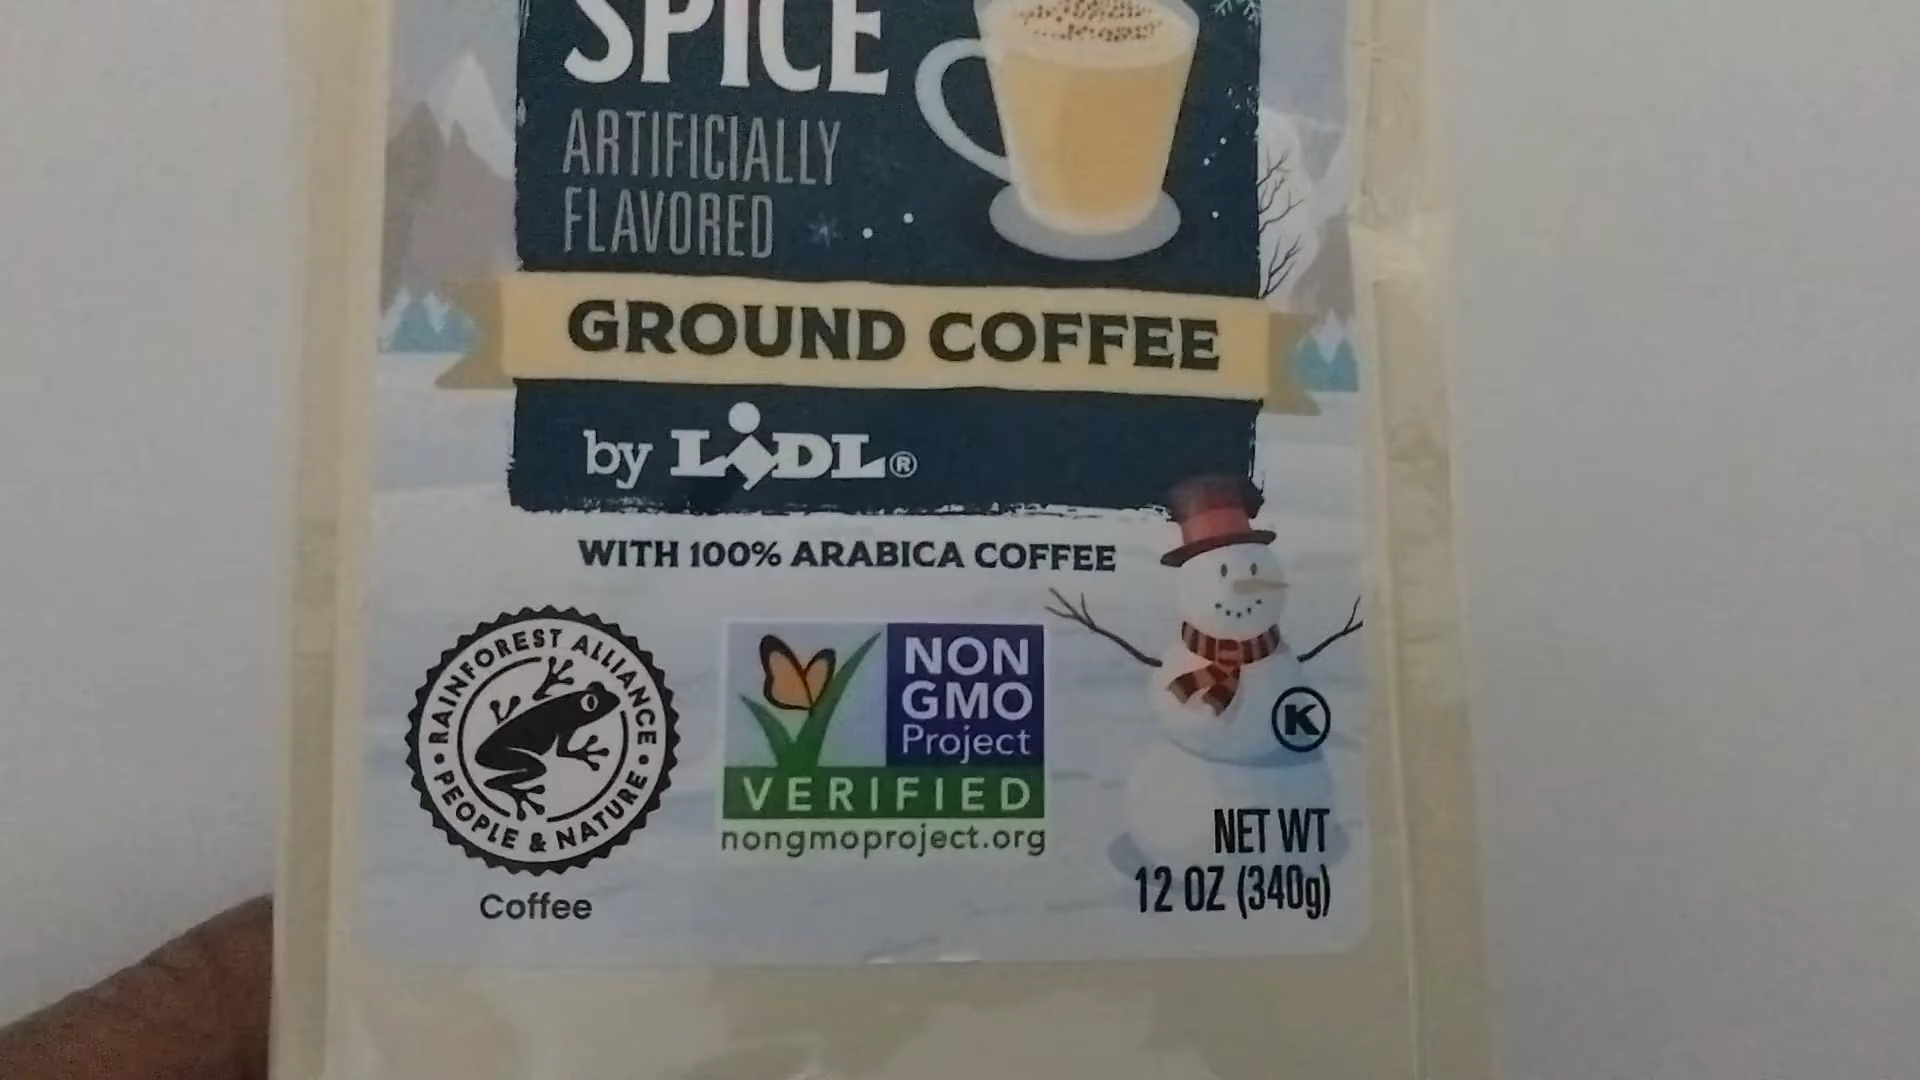 SPICE
ARTIFICIALLY
FLAVORED
GROUND COFFEE
by LIDL®
WITH 100% ARABICA COFFEE
RAINFOREST ALLIANCE
• PEOPLE & NATURE •
Coffee
NON
GMO
Project
VERIFIED
nongmoproject.org
K
NET WT
12 OZ (340g)